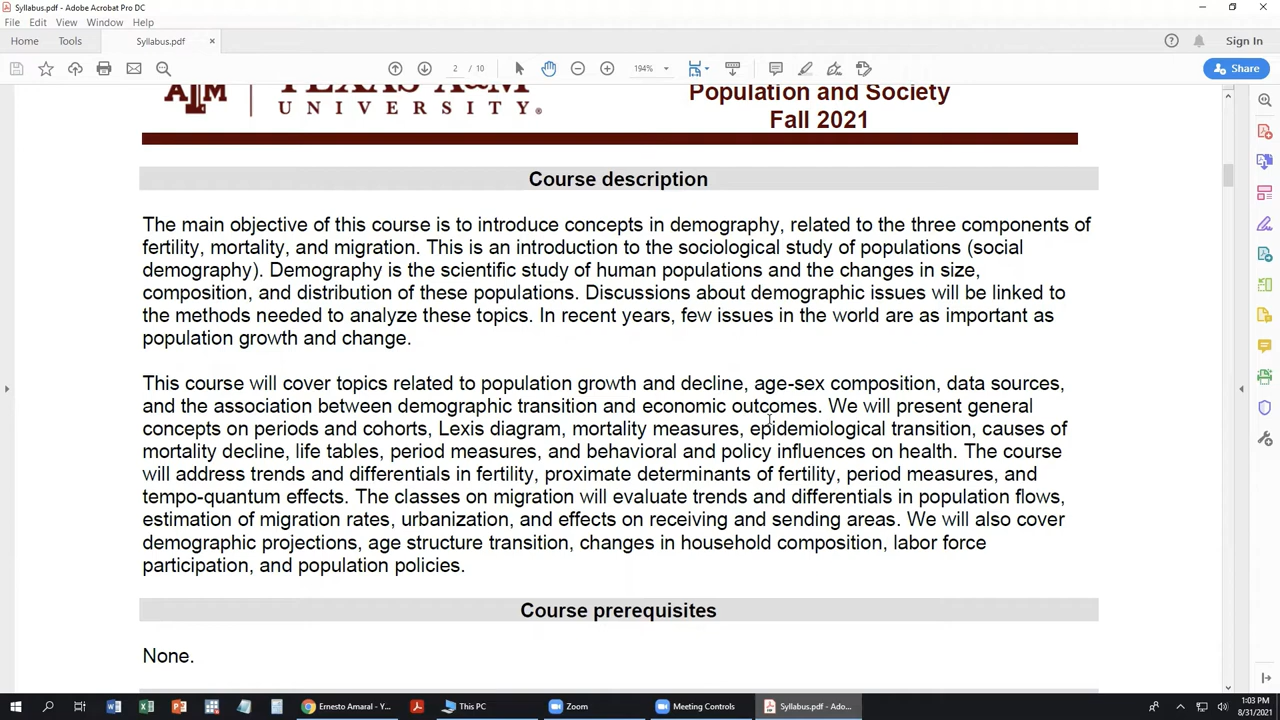 Syllabus.pdf - Adobe Acrobat Pro DC
File Edit View Window Help
Home Tools Syllabus.pdf × Sign In
2 / 10 194% Share
TEXAS A&M Population and Society
UNIVERSITY® Fall 2021
Course description
The main objective of this course is to introduce concepts in demography, related to the three components of
fertility, mortality, and migration. This is an introduction to the sociological study of populations (social
demography). Demography is the scientific study of human populations and the changes in size,
composition, and distribution of these populations. Discussions about demographic issues will be linked to
the methods needed to analyze these topics. In recent years, few issues in the world are as important as
population growth and change.
This course will cover topics related to population growth and decline, age-sex composition, data sources,
and the association between demographic transition and economic outcomes. We will present general
concepts on periods and cohorts, Lexis diagram, mortality measures, epidemiological transition, causes of
mortality decline, life tables, period measures, and behavioral and policy influences on health. The course
will address trends and differentials in fertility, proximate determinants of fertility, period measures, and
tempo-quantum effects. The classes on migration will evaluate trends and differentials in population flows,
estimation of migration rates, urbanization, and effects on receiving and sending areas. We will also cover
demographic projections, age structure transition, changes in household composition, labor force
participation, and population policies.
Course prerequisites
None.
Ernesto Amaral - Y... This PC Zoom Meeting Controls Syllabus.pdf - Ado... 1:03 PM
8/31/2021